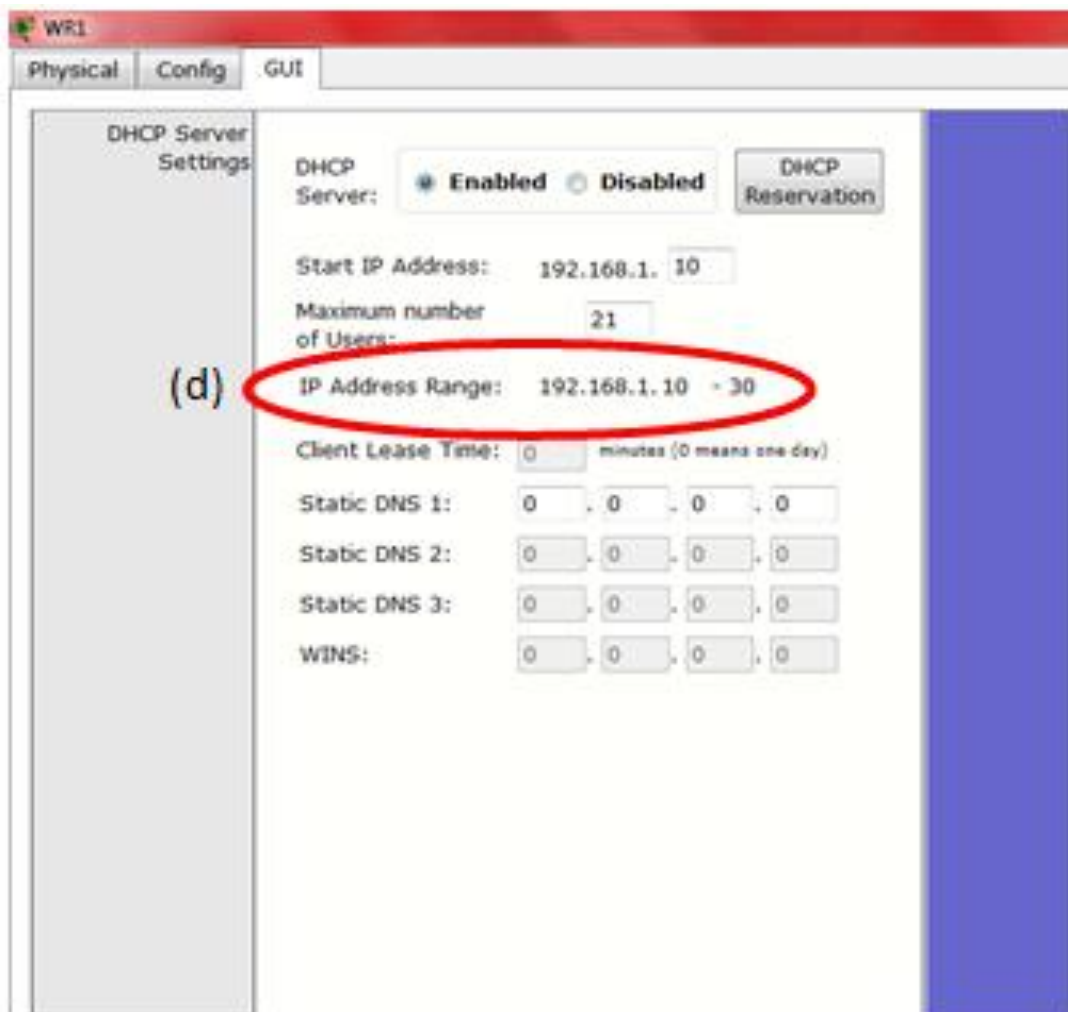 WR1
Physical Config GUI
DHCP Server
Settings
DHCP
Server:
Enabled Disabled
DHCP
Reservation
Start IP Address: 192.168.1. 10
Maximum number
of Users:
21
(d)
IP Address Range: 192.168.1. 10 - 30
Client Lease Time: 0 minutes (0 means one day)
Static DNS 1: 0 . 0 . 0 . 0
Static DNS 2: 0 . 0 . 0 . 0
Static DNS 3: 0 . 0 . 0 . 0
WINS: 0 . 0 . 0 . 0